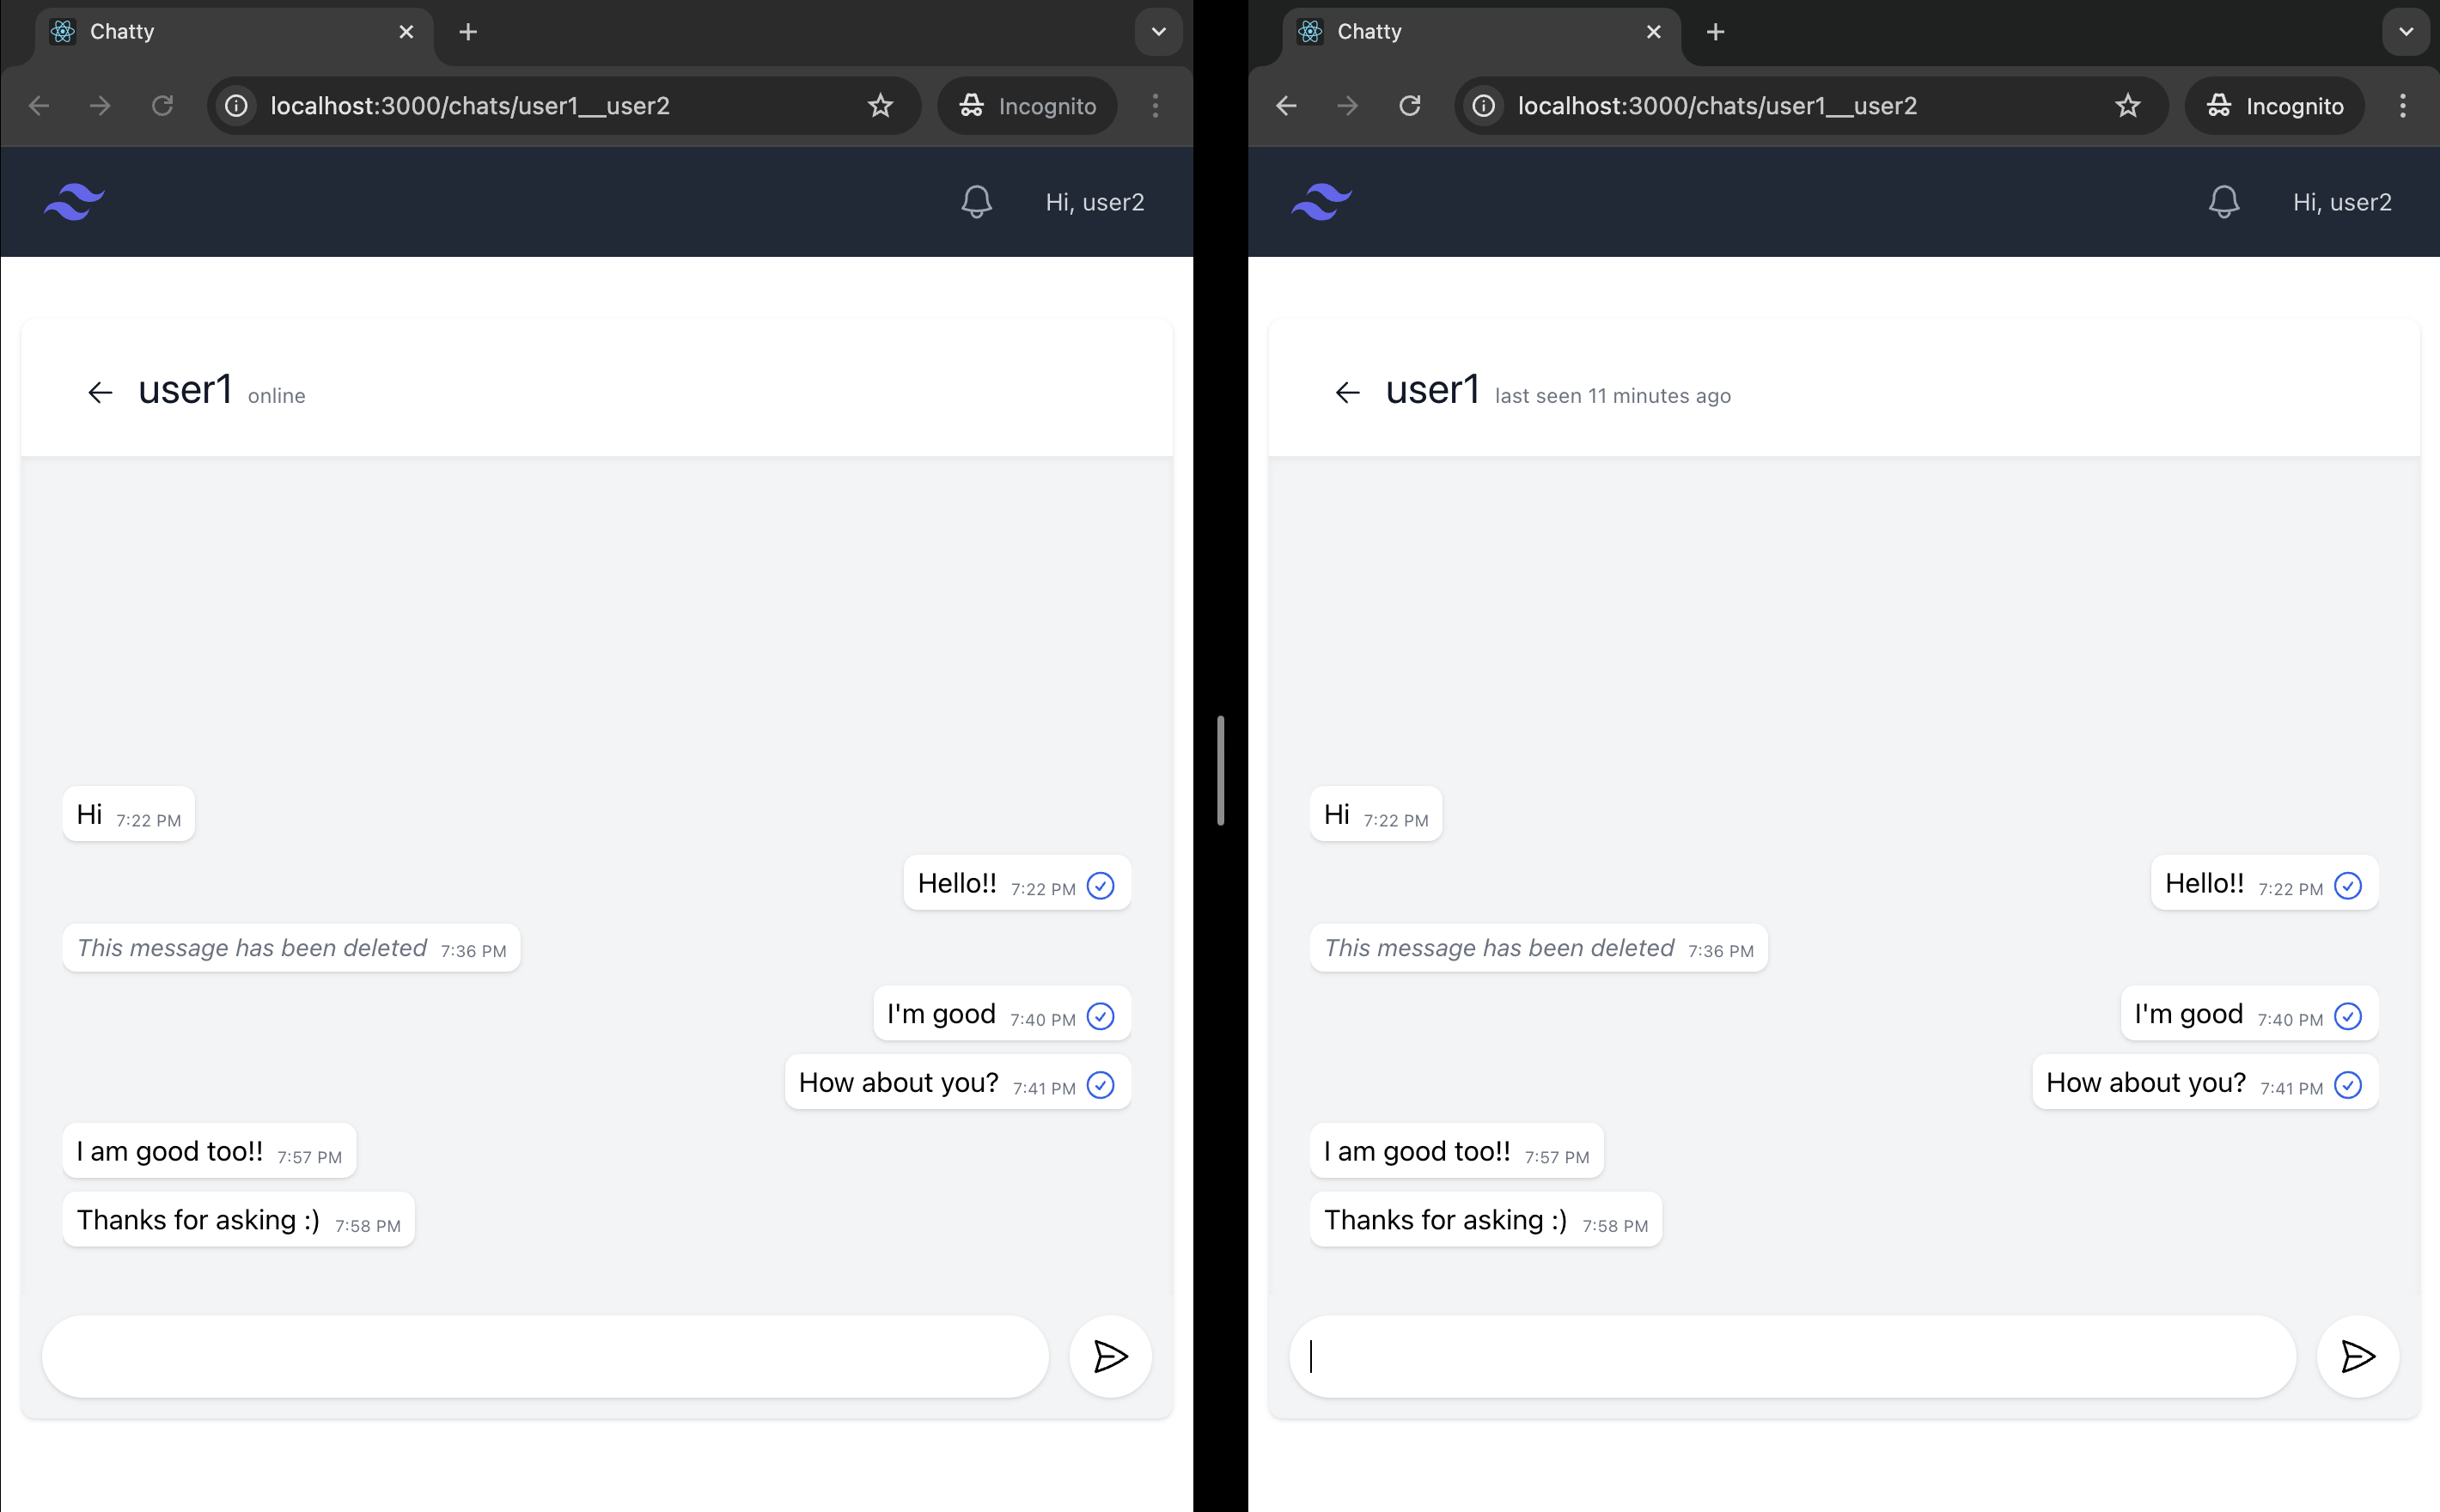 Chatty
localhost:3000/chats/user1__user2
Incognito
Hi, user2
user1 online
Hi 7:22 PM
Hello!! 7:22 PM
This message has been deleted 7:36 PM
I'm good 7:40 PM
How about you? 7:41 PM
I am good too!! 7:57 PM
Thanks for asking :) 7:58 PM
Chatty
localhost:3000/chats/user1__user2
Incognito
Hi, user2
user1 last seen 11 minutes ago
Hi 7:22 PM
Hello!! 7:22 PM
This message has been deleted 7:36 PM
I'm good 7:40 PM
How about you? 7:41 PM
I am good too!! 7:57 PM
Thanks for asking :) 7:58 PM